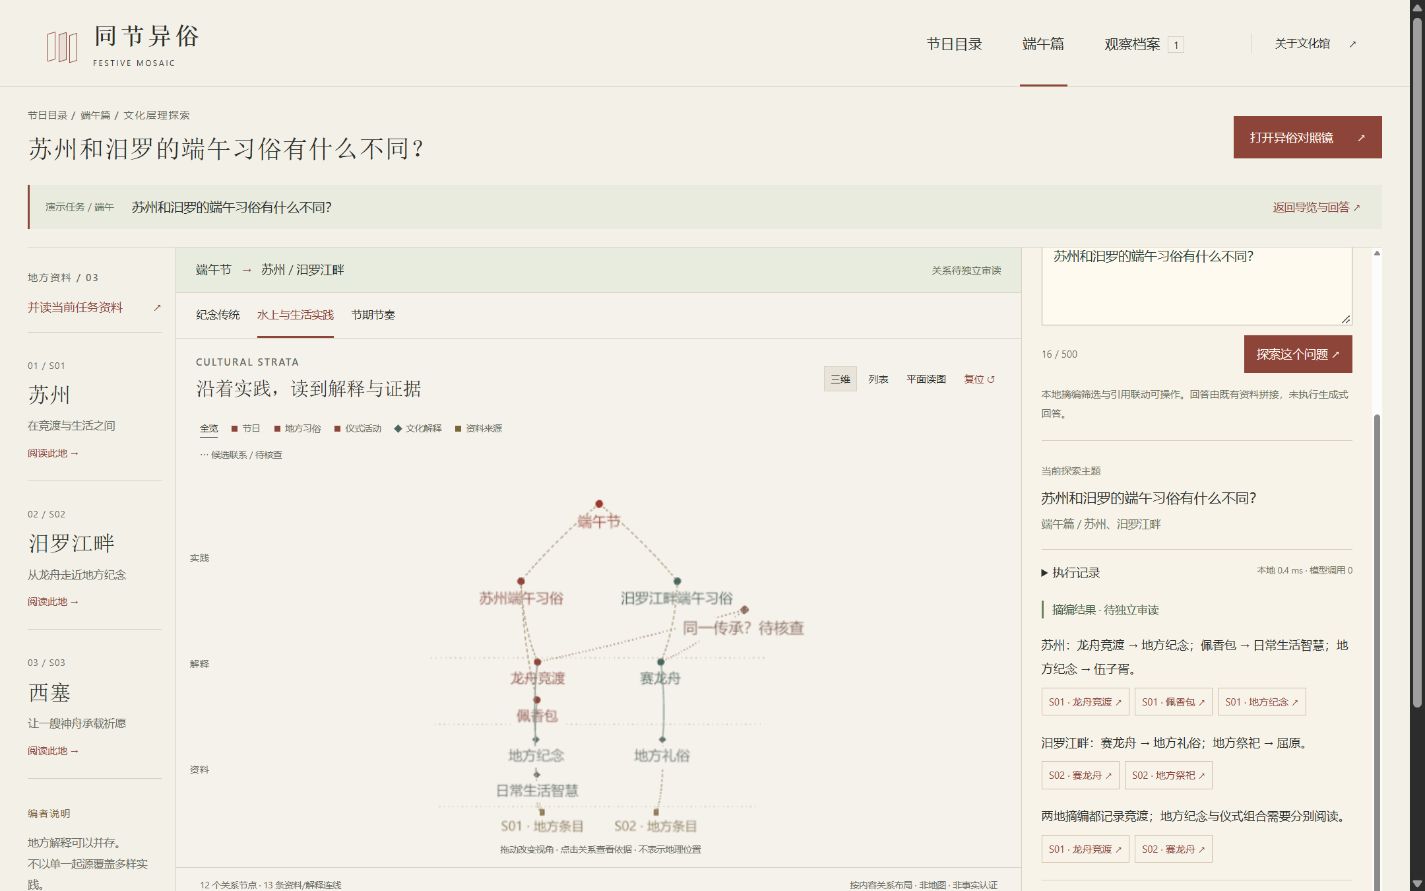 同节异俗
FESTIVE MOSAIC
节日目录
端午篇
观察档案 1
关于文化馆 ↗
节日目录 / 端午篇 / 文化层理探索
苏州和汨罗的端午习俗有什么不同？
打开异俗对照镜 ↗
演示任务 / 端午
苏州和汨罗的端午习俗有什么不同？
返回导览与回答 ↗
地方资料 / 03
并读当前任务资料 ↗
01 / S01
苏州
在竞渡与生活之间
阅读此地 →
02 / S02
汨罗江畔
从龙舟走近地方纪念
阅读此地 →
03 / S03
西塞
让一艘神舟承载祈愿
阅读此地 →
编者说明
地方解释可以并存。
不以单一起源覆盖多样实
践。
端午节 → 苏州 / 汨罗江畔
关系待独立审读
纪念传统
水上与生活实践
节期节奏
CULTURAL STRATA
沿着实践，读到解释与证据
三维
列表
平面读图
复位 ↺
全览
节日
地方习俗
仪式活动
文化解释
资料来源
··· 候选联系 / 待核查
实践
解释
资料
端午节
苏州端午习俗
汨罗江畔端午习俗
同一传承？待核查
龙舟竞渡
赛龙舟
佩香包
地方纪念
地方礼俗
日常生活智慧
S01 · 地方条目
S02 · 地方条目
拖动改变视角 · 点击关系查看依据 · 不表示地理位置
12 个关系节点 · 13 条资料/解释连线
按内容关系布局 · 非地图 · 非事实认证
苏州和汨罗的端午习俗有什么不同？
16 / 500
探索这个问题 ↗
本地摘编筛选与引用联动可操作。回答由既有资料拼接，未执行生成式
回答。
当前探索主题
苏州和汨罗的端午习俗有什么不同？
端午篇 / 苏州、汨罗江畔
▶ 执行记录
本地 0.4 ms · 模型调用 0
摘编结果 · 待独立审读
苏州：龙舟竞渡 → 地方纪念；佩香包 → 日常生活智慧；地
方纪念 → 伍子胥。
S01 · 龙舟竞渡 ↗
S01 · 佩香包 ↗
S01 · 地方纪念 ↗
汨罗江畔：赛龙舟 → 地方礼俗；地方祭祀 → 屈原。
S02 · 赛龙舟 ↗
S02 · 地方祭祀 ↗
两地摘编都记录竞渡；地方纪念与仪式组合需要分别阅读。
S01 · 龙舟竞渡 ↗
S02 · 赛龙舟 ↗